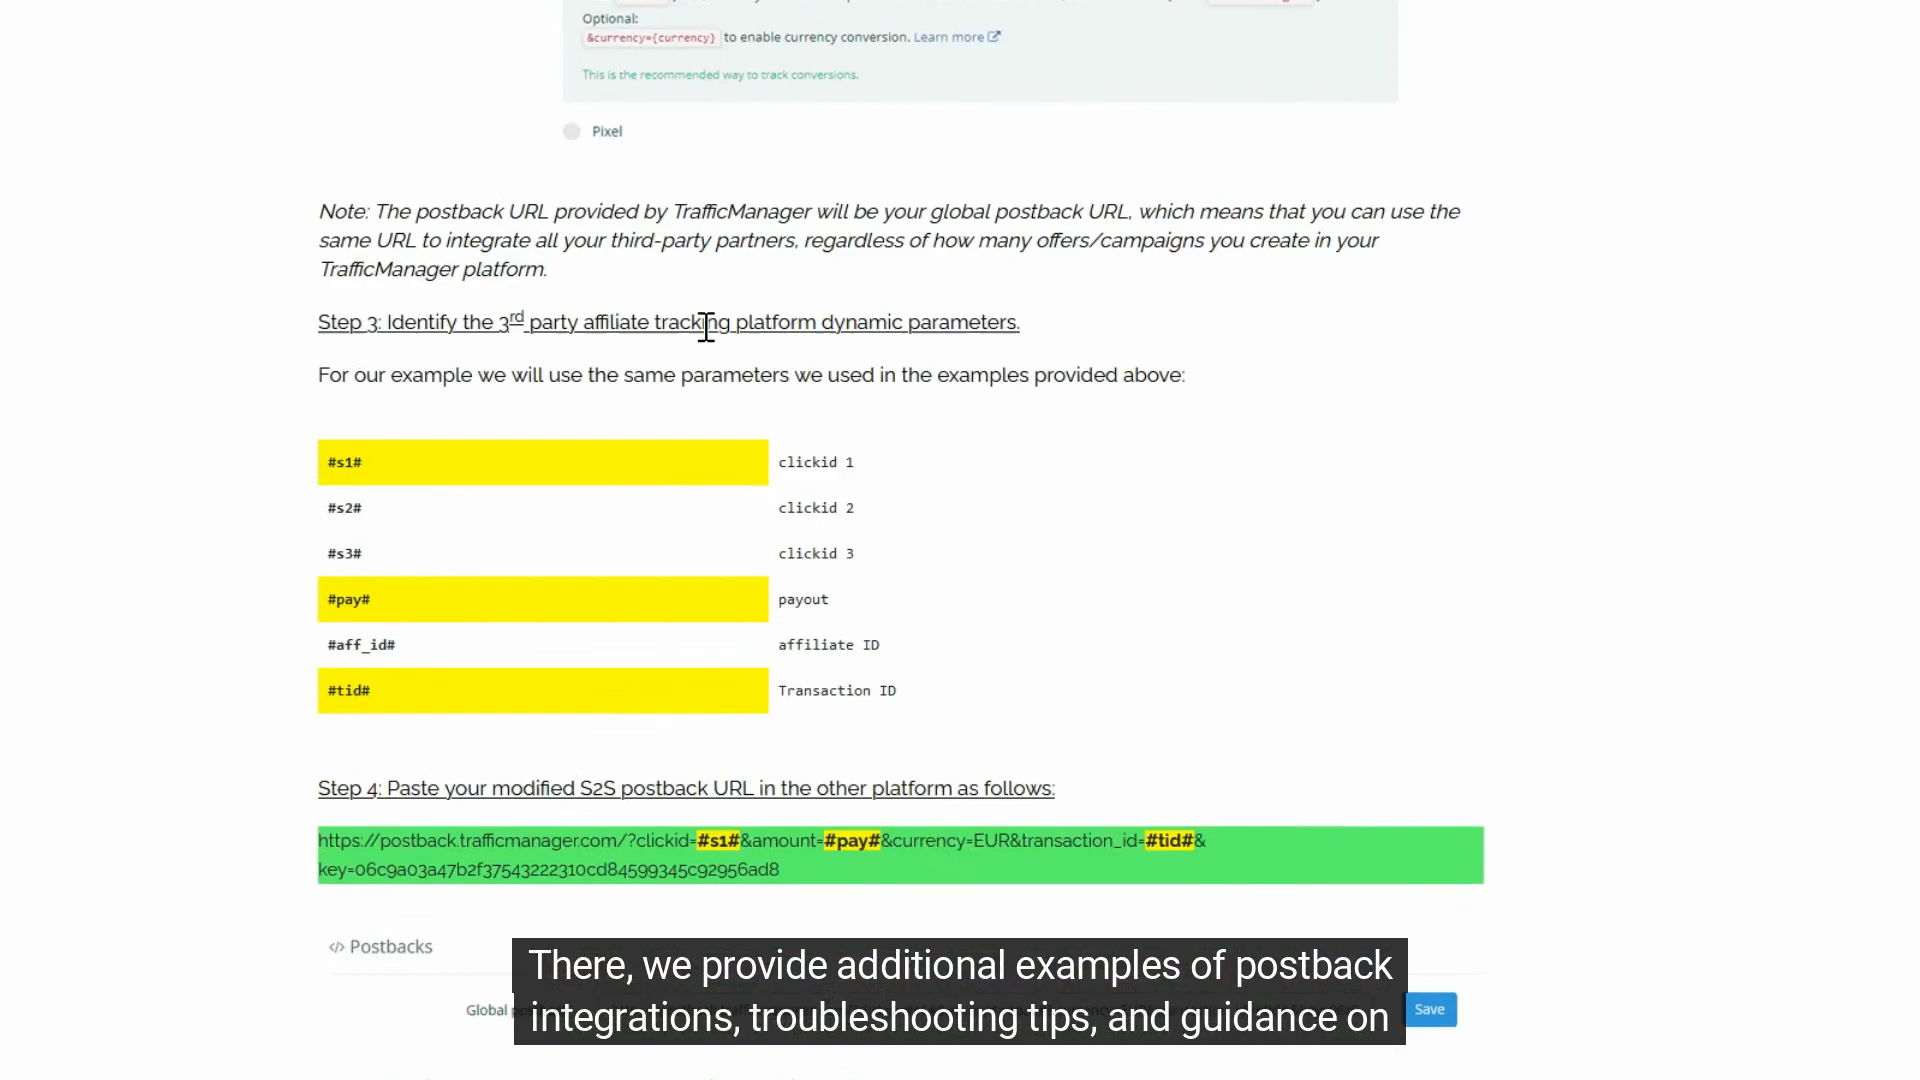 Optional:
&currency={currency} to enable currency conversion. Learn more
This is the recommended way to track conversions.
Pixel
Note: The postback URL provided by TrafficManager will be your global postback URL, which means that you can use the
same URL to integrate all your third-party partners, regardless of how many offers/campaigns you create in your
TrafficManager platform.
Step 3: Identify the 3rd party affiliate tracking platform dynamic parameters.
For our example we will use the same parameters we used in the examples provided above:
#s1# clickid 1
#s2# clickid 2
#s3# clickid 3
#pay# payout
#aff_id# affiliate ID
#tid# Transaction ID
Step 4: Paste your modified S2S postback URL in the other platform as follows:
https://postback.trafficmanager.com/?clickid=#s1#&amount=#pay#&currency=EUR&transaction_id=#tid#&
key=06c9a03a47b2f37543222310cd84599345c92956ad8
</> Postbacks
There, we provide additional examples of postback
Global
integrations, troubleshooting tips, and guidance on
Save